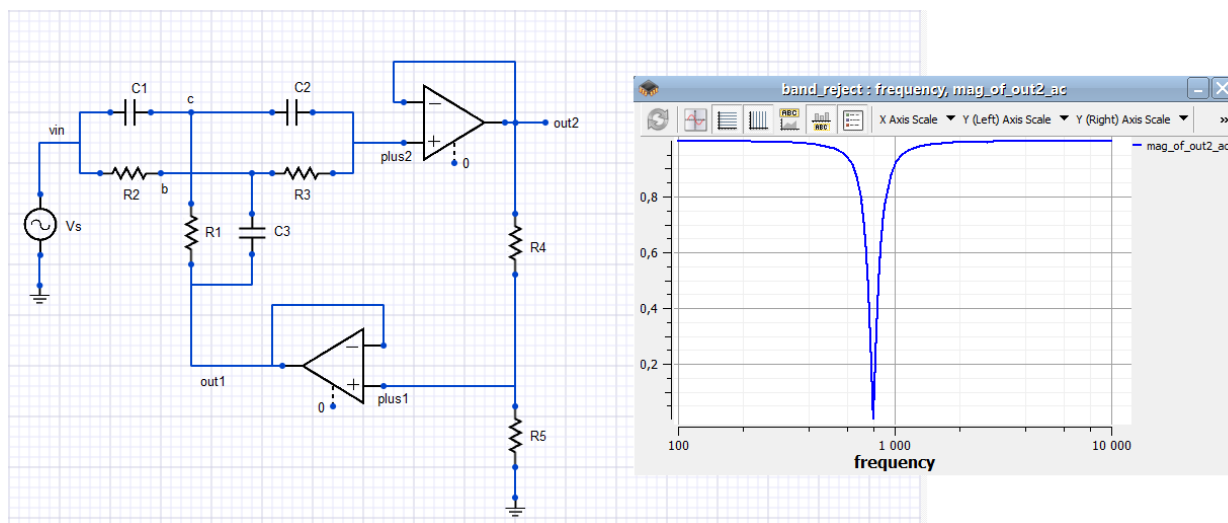 C1
c
C2
vin
R2
b
R3
plus2
out2
0
Vs
R1
C3
R4
out1
0
plus1
R5
band_reject : frequency, mag_of_out2_ac
ABC
ABC
X Axis Scale
Y (Left) Axis Scale
Y (Right) Axis Scale
»
mag_of_out2_ac
0,8
0,6
0,4
0,2
100
1 000
10 000
frequency